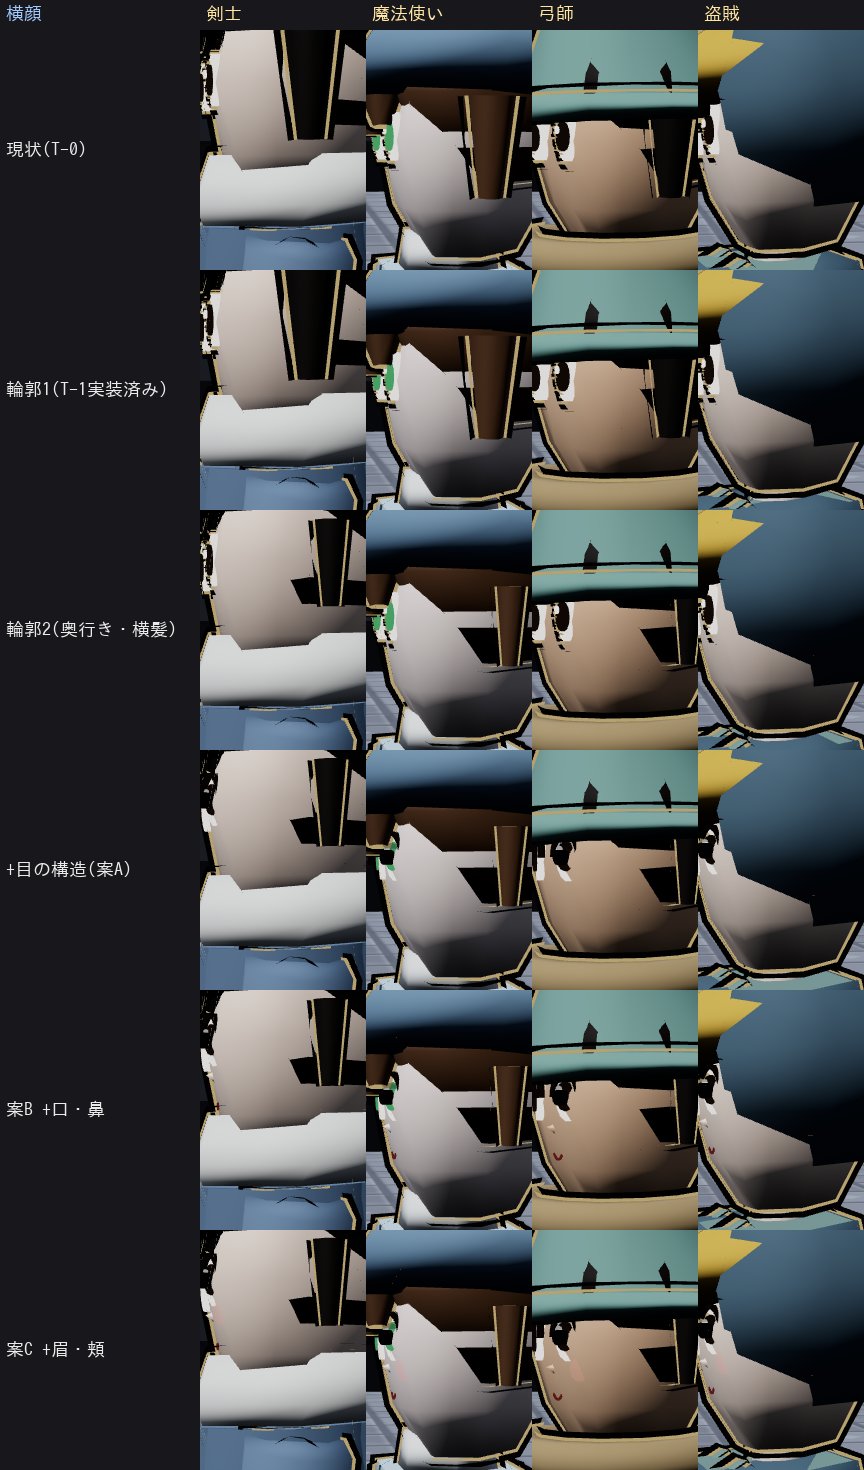 横顔 剣士 魔法使い 弓師 盗賊
現状(T-0)
輪郭1(T-1実装済み)
輪郭2(奥行き・横髪)
+目の構造(案A)
案B +口・鼻
案C +眉・頬